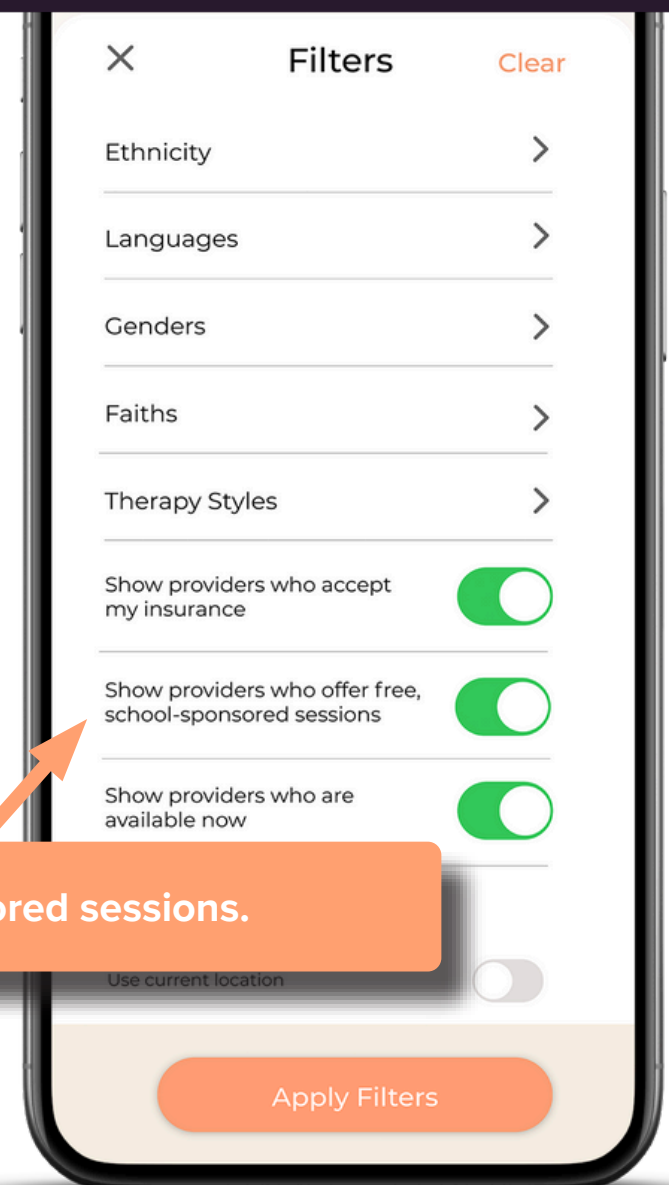 Filters
Clear
Ethnicity
Languages
Genders
Faiths
Therapy Styles
Show providers who accept
my insurance
Show providers who offer free,
school-sponsored sessions
Show providers who are
available now
sessions.
Use current location
Apply Filters